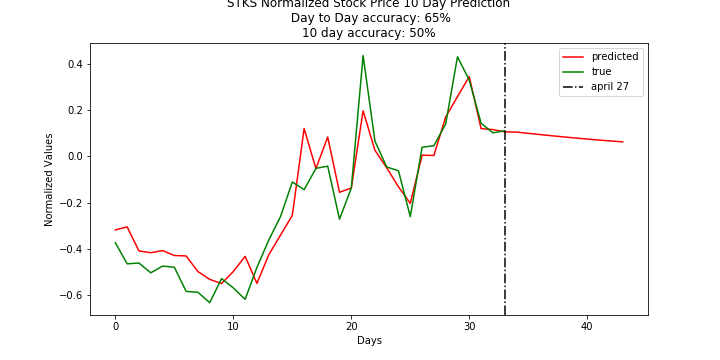 STKS Normalized Stock Price 10 Day Prediction
Day to Day accuracy: 65%
10 day accuracy: 50%
predicted
true
april 27
Normalized Values
0.4
0.2
0.0
−0.2
−0.4
−0.6
0 10 20 30 40
Days